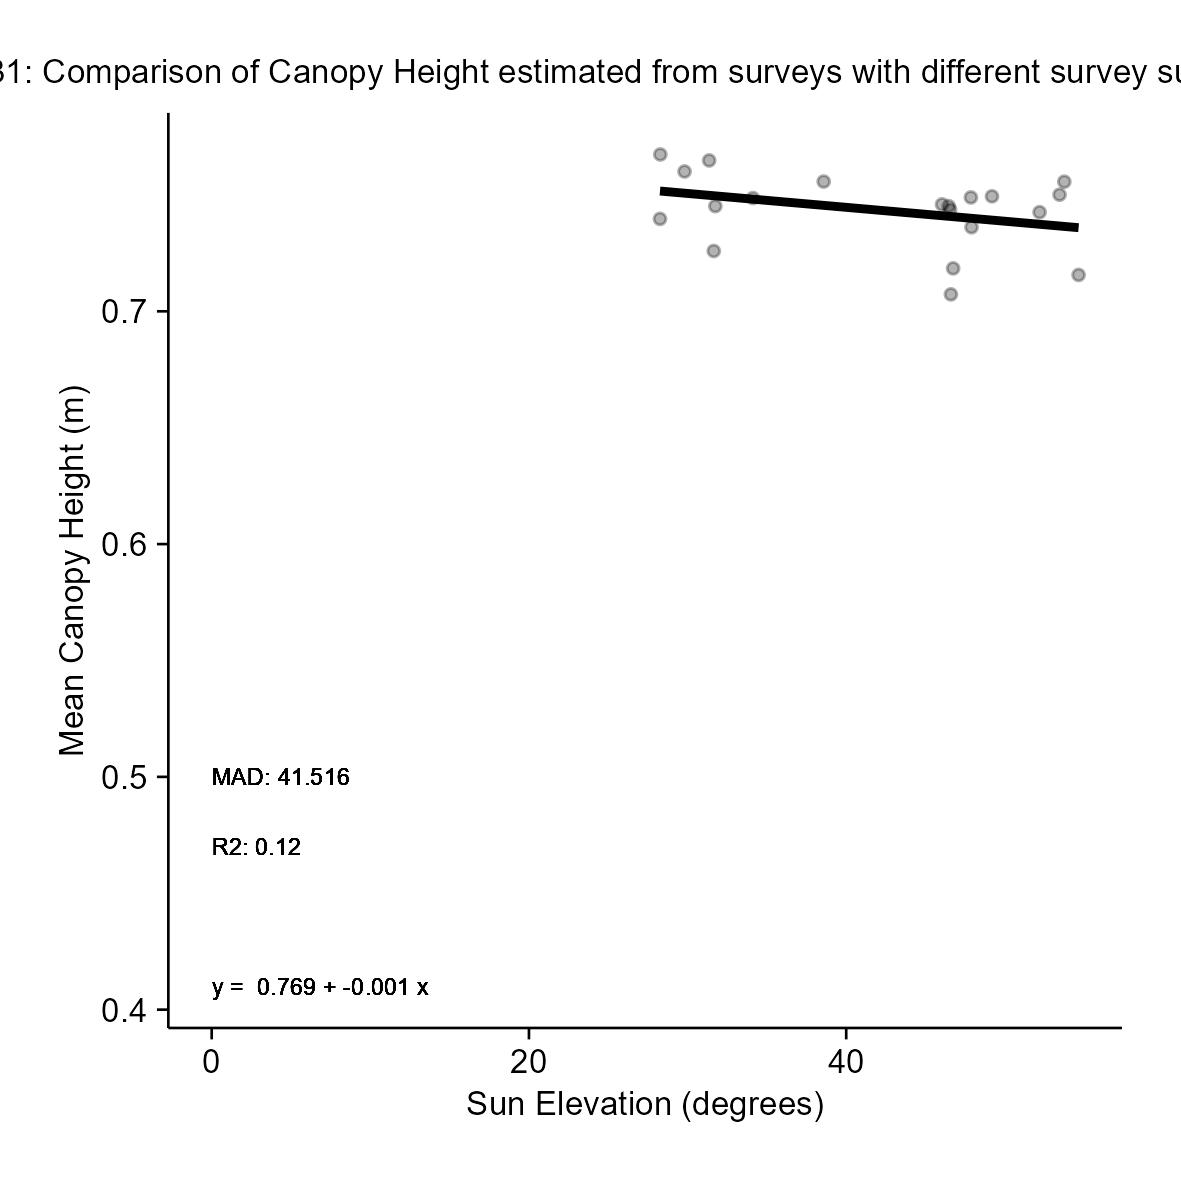 31: Comparison of Canopy Height estimated from surveys with different survey
0.7
0.6
0.5
0.4
Mean Canopy Height (m)
MAD: 41.516
R2: 0.12
y = 0.769 + -0.001 x
0 20 40
Sun Elevation (degrees)